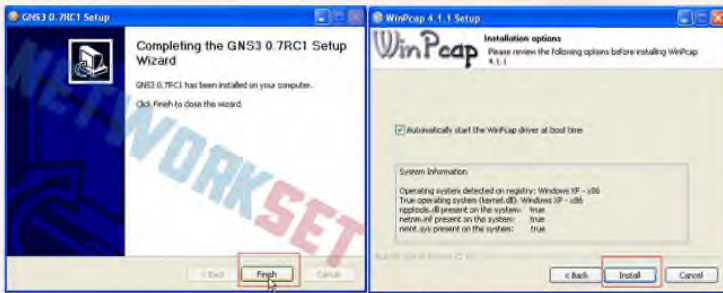 GNS3 0.7RC1 Setup
Completing the GNS3 0.7RC1 Setup
Wizard
GNS3 0.7RC1 has been installed on your computer.
Click Finish to close this wizard.
< Back
Finish
Cancel
NETWORKSET
WinPcap 4.1.1 Setup
WinPcap
Installation options
Please review the following options before installing WinPcap
4.1.1
Automatically start the WinPcap driver at boot time
System Information
Operating system detected on registry: Windows XP - x86
True operating system (kernel.dll): Windows XP - x86
npptools.dll present on the system: true
netnm.inf present on the system: true
nmnt.sys present on the system: true
< Back
Install
Cancel